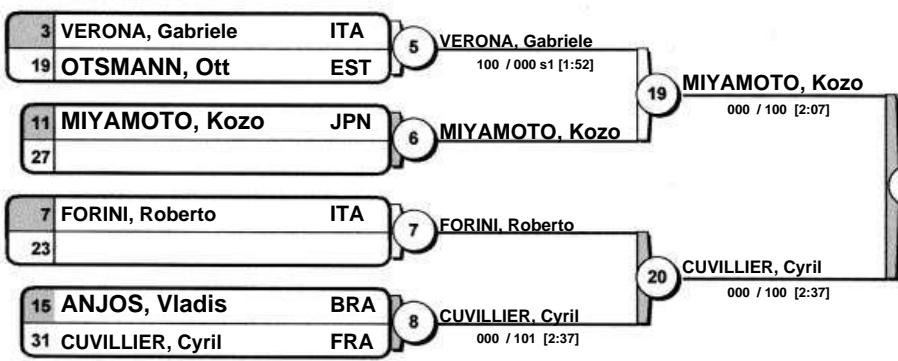 3 VERONA, Gabriele ITA
19 OTSMANN, Ott EST
5
VERONA, Gabriele
100 / 000 s1 [1:52]
11 MIYAMOTO, Kozo JPN
27
6
MIYAMOTO, Kozo
19
MIYAMOTO, Kozo
000 / 100 [2:07]
7 FORINI, Roberto ITA
23
7
FORINI, Roberto
15 ANJOS, Vladis BRA
31 CUVILLIER, Cyril FRA
8
CUVILLIER, Cyril
000 / 101 [2:37]
20
CUVILLIER, Cyril
000 / 100 [2:37]